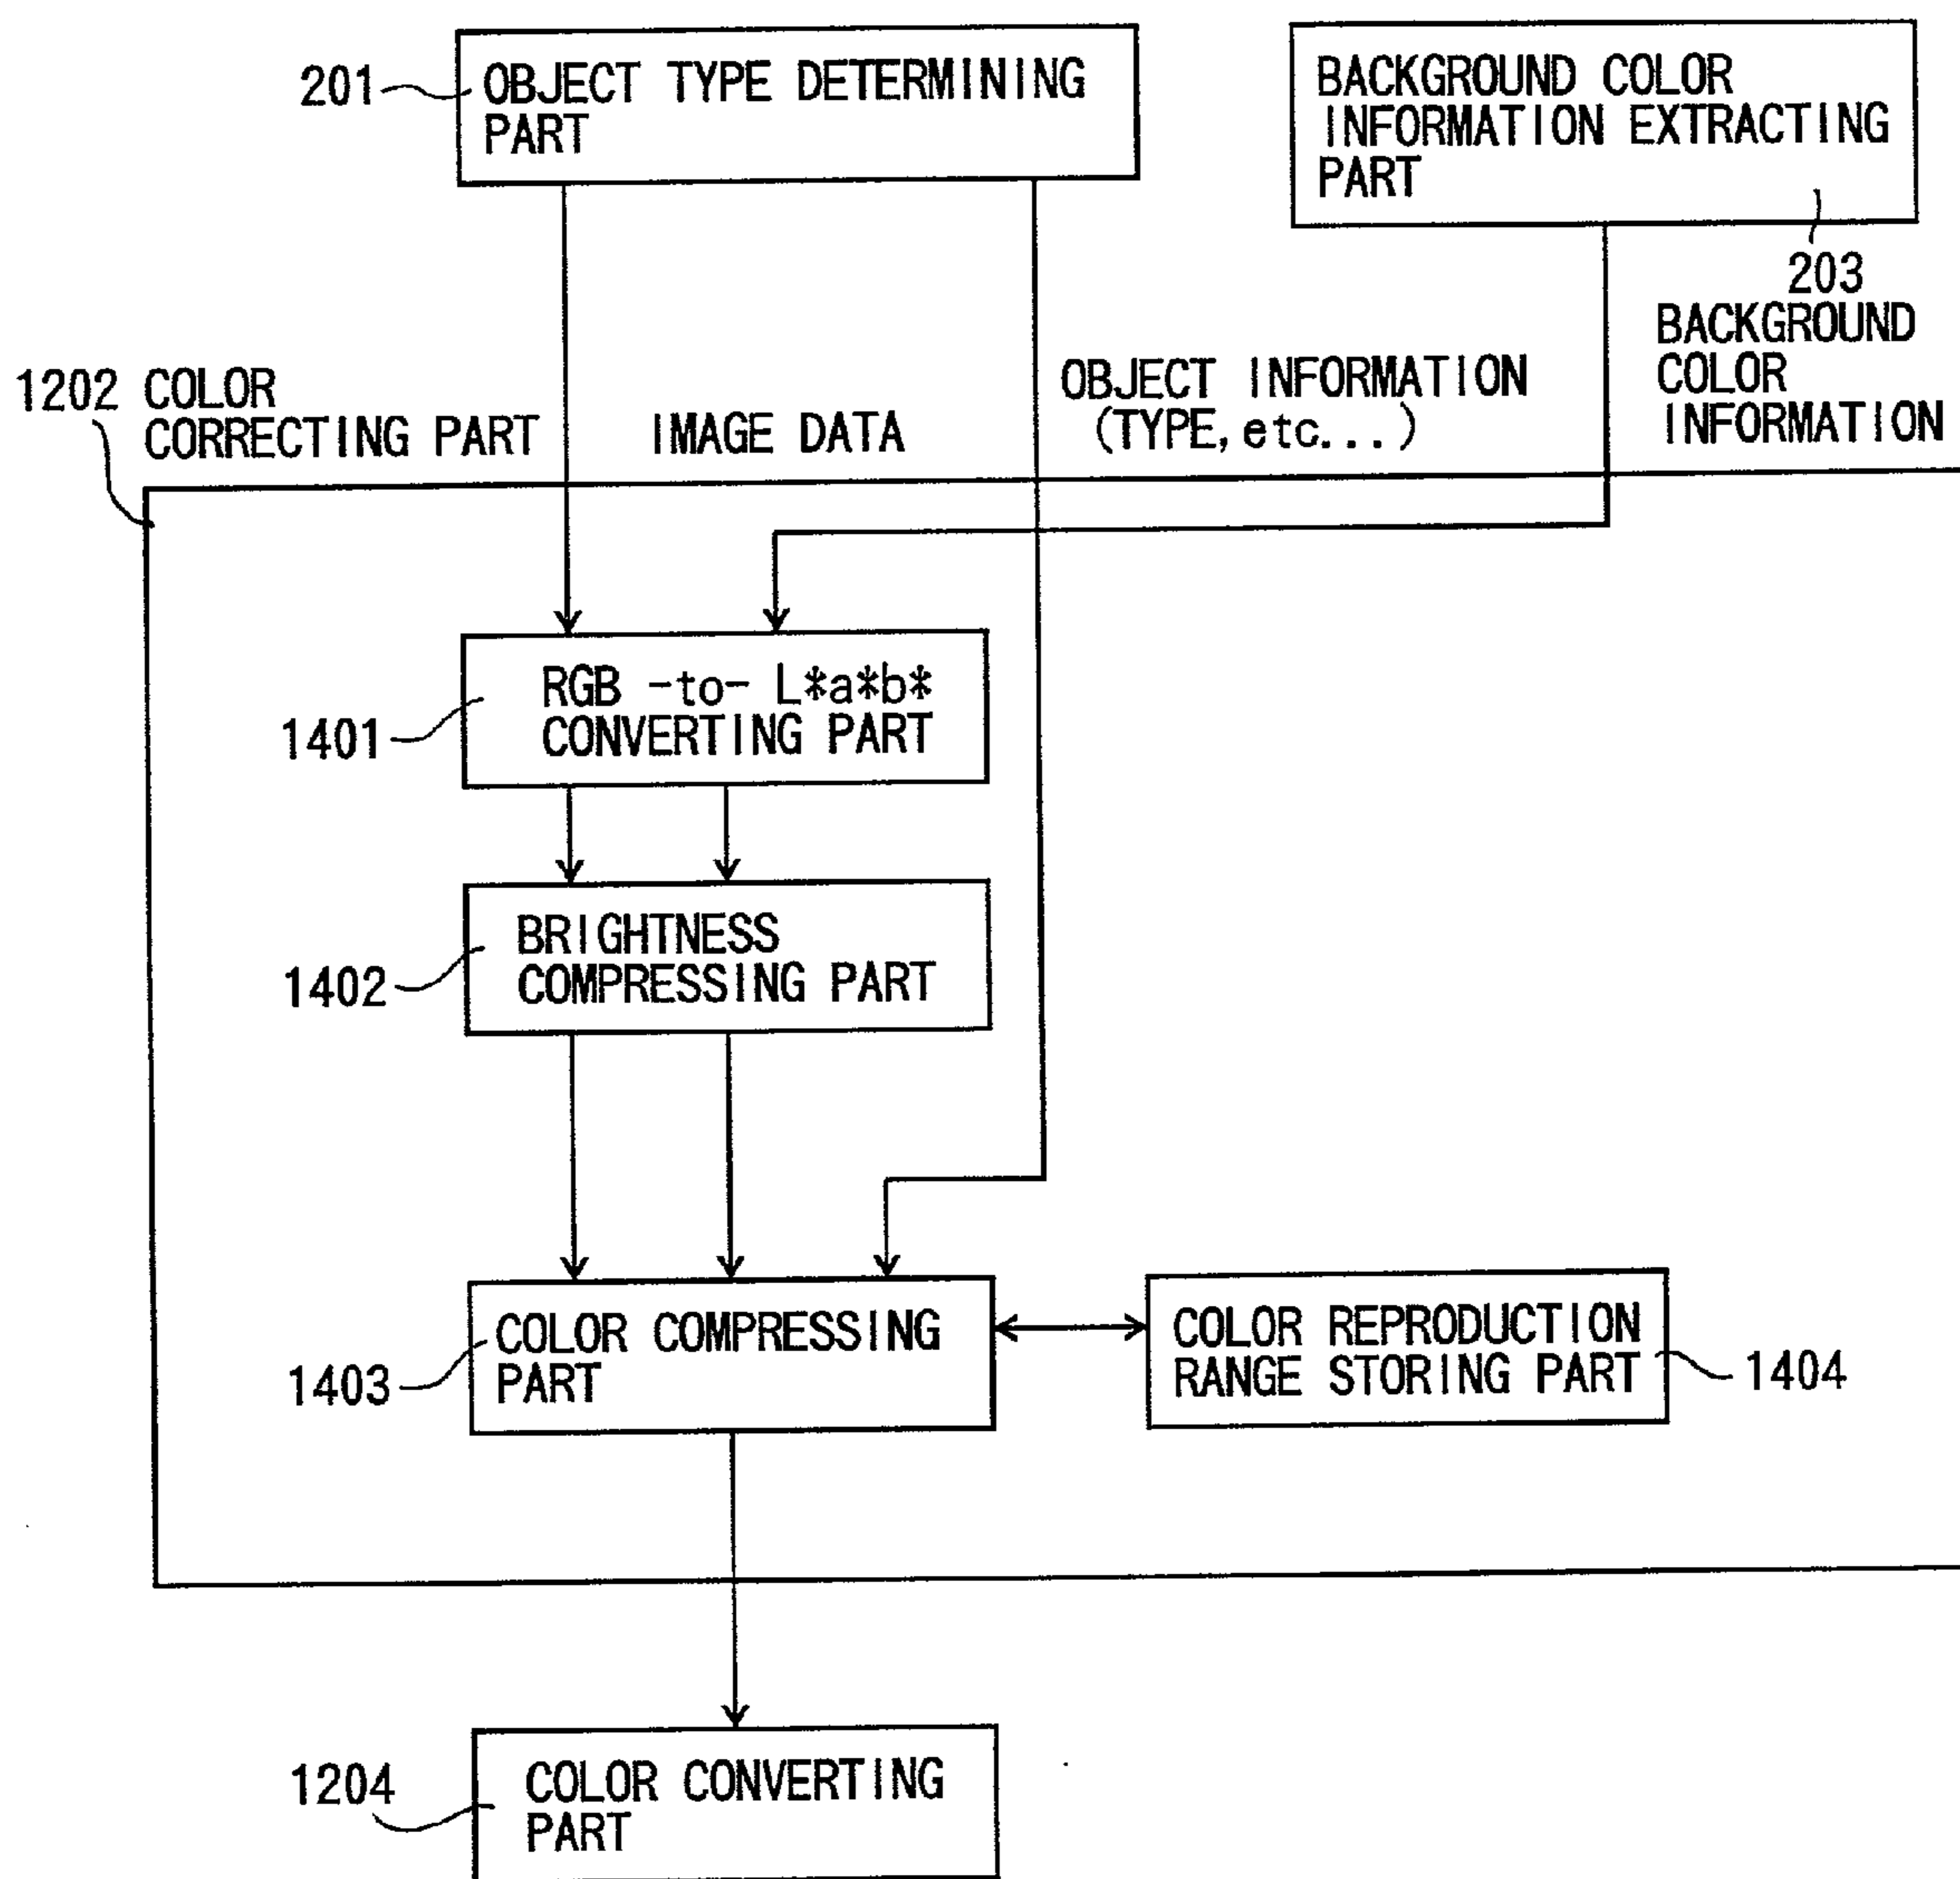 201
OBJECT TYPE DETERMINING
PART
BACKGROUND COLOR
INFORMATION EXTRACTING
PART
203
BACKGROUND
COLOR
INFORMATION
OBJECT INFORMATION
(TYPE, etc...)
1202 COLOR
CORRECTING PART
IMAGE DATA
RGB -to- L*a*b*
CONVERTING PART
1401
BRIGHTNESS
COMPRESSING PART
1402
COLOR COMPRESSING
PART
1403
COLOR REPRODUCTION
RANGE STORING PART
1404
1204
COLOR CONVERTING
PART